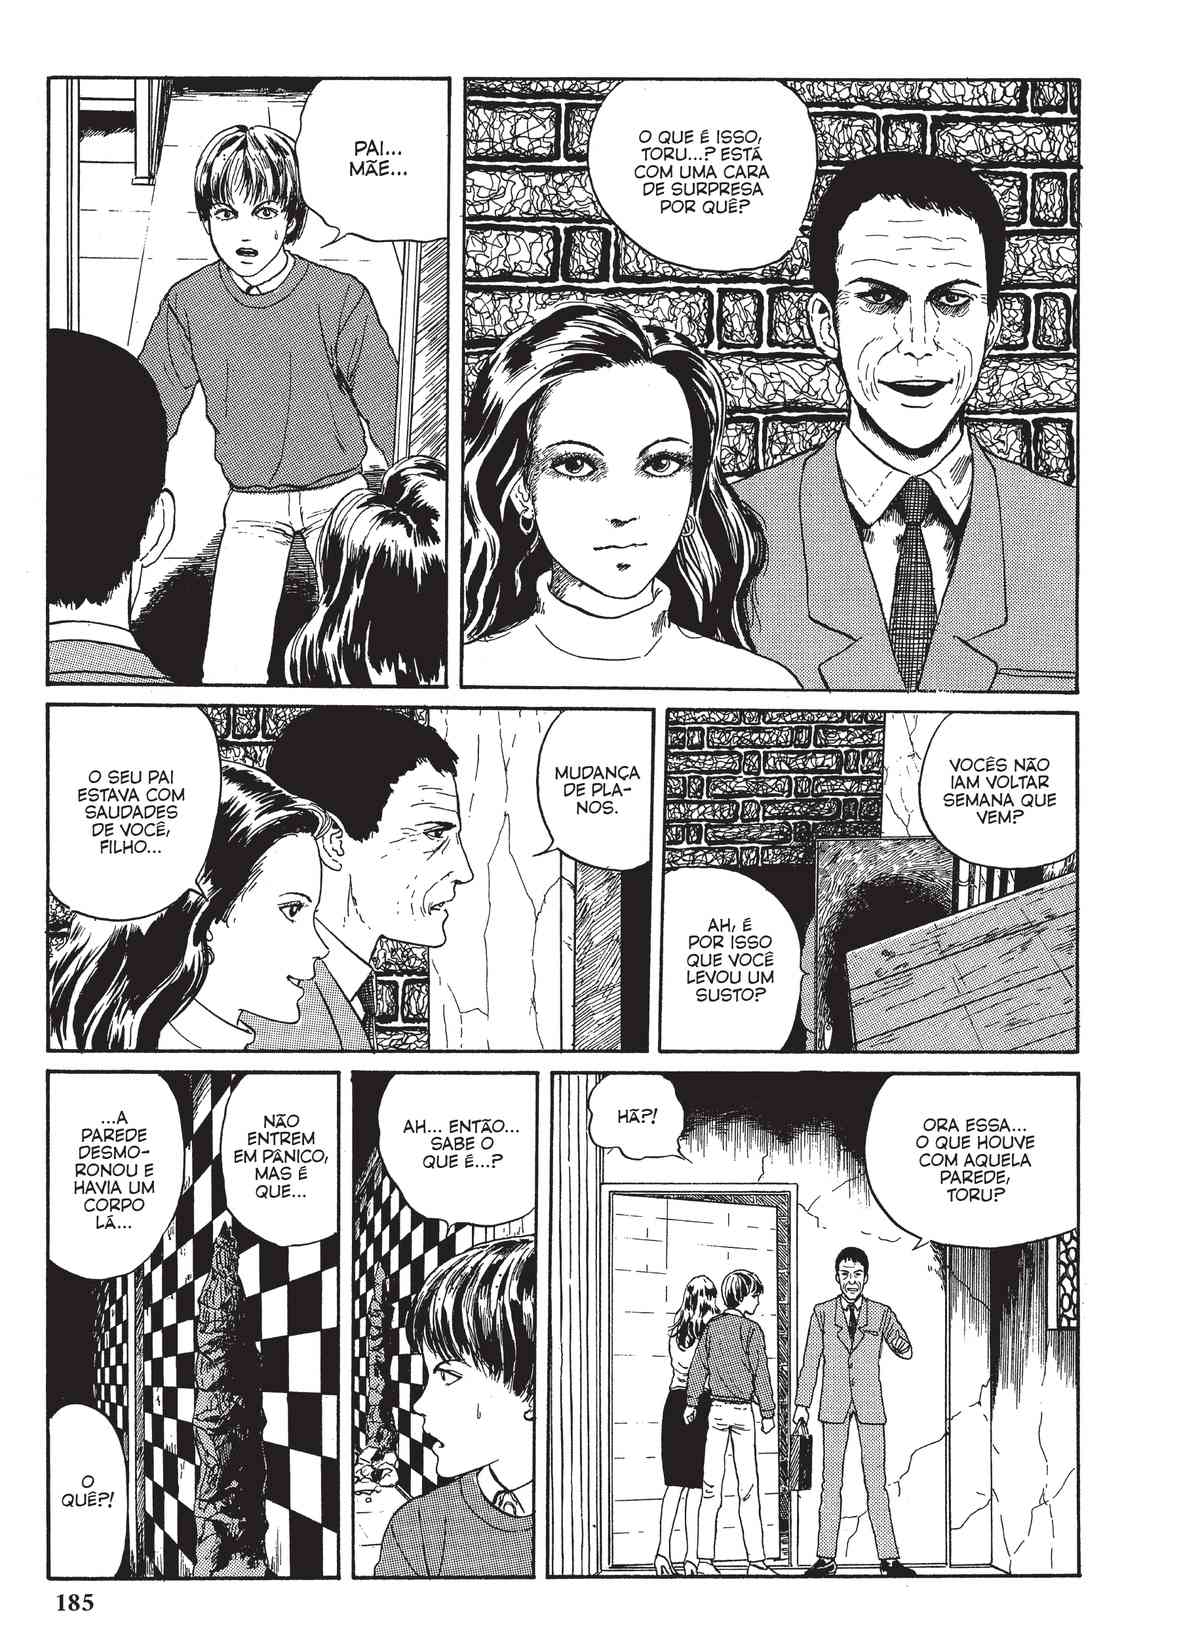 O QUE É ISSO,
TORU...? ESTÁ
COM UMA CARA
DE SURPRESA
POR QUÊ?
PAI...
MÃE...
VOCÊS NÃO
IAM VOLTAR
SEMANA QUE
VEM?
AH, É
POR ISSO
QUE VOCÊ
LEVOU UM
SUSTO?
MUDANÇA
DE PLA-
NOS.
O SEU PAI
ESTAVA COM
SAUDADES
DE VOCÊ,
FILHO...
ORA ESSA...
O QUE HOUVE
COM AQUELA
PAREDE,
TORU?
HÃ?!
AH... ENTÃO...
SABE O
QUE É...?
NÃO
ENTREM
EM PÂNICO,
MAS É
QUE...
...A
PAREDE
DESMO-
RONOU E
HAVIA UM
CORPO
LÁ...
O
QUÊ?!
185